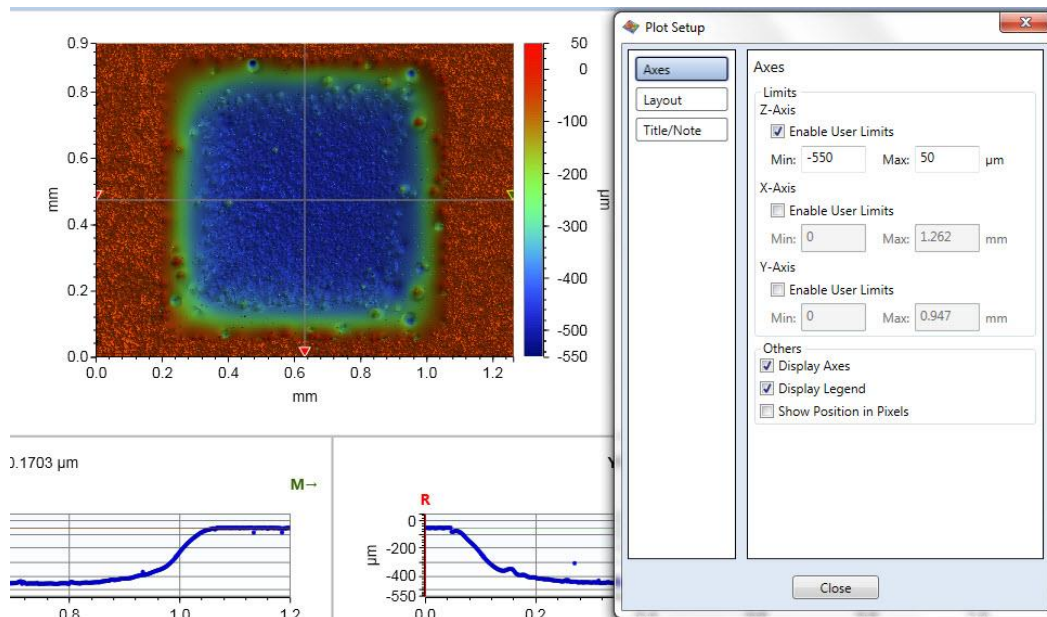 0.9
0.8
0.6
0.4
0.2
0.0
mm
0.0 0.2 0.4 0.6 0.8 1.0 1.2
mm
50
0
-100
-200
-300
-400
-500
-550
µm
0.1703 µm
M→
0.8 1.0 1.2
Y
R
0
-200
-400
-550
µm
0.0 0.2
Plot Setup
Axes
Layout
Title/Note
Axes
Limits
Z-Axis
Enable User Limits
Min: -550 Max: 50 µm
X-Axis
Enable User Limits
Min: 0 Max: 1.262 mm
Y-Axis
Enable User Limits
Min: 0 Max: 0.947 mm
Others
Display Axes
Display Legend
Show Position in Pixels
Close